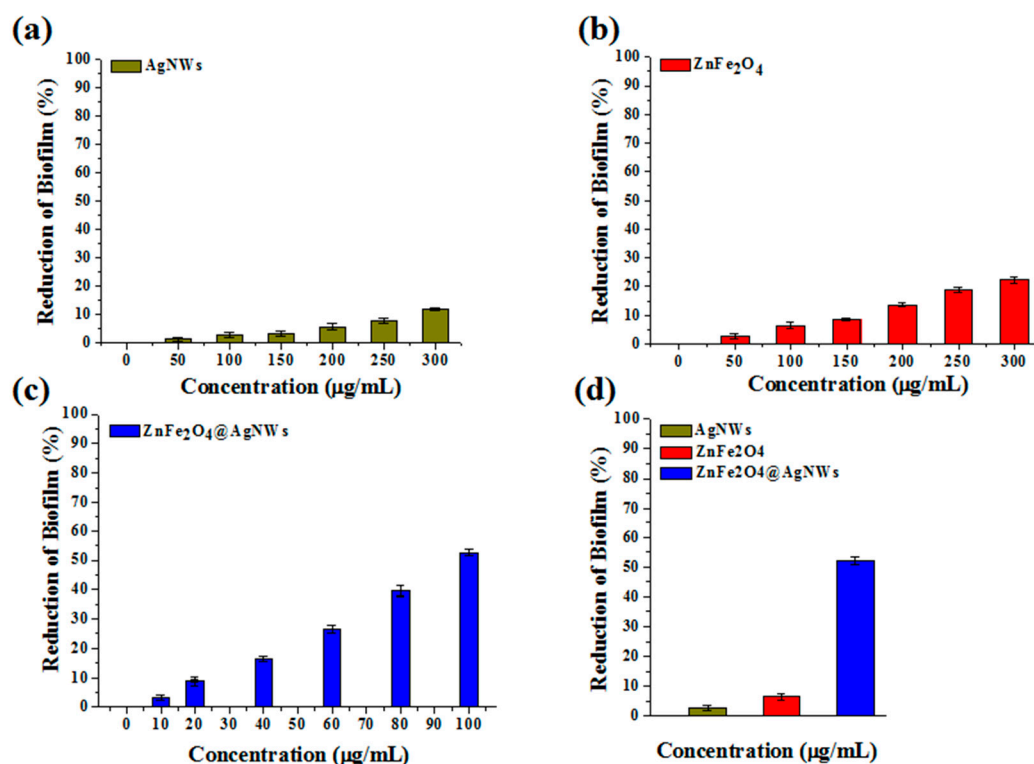 (a)
AgNWs
Reduction of Biofilm (%)
100
90
80
70
60
50
40
30
20
10
0
0 50 100 150 200 250 300
Concentration (µg/mL)
(b)
ZnFe₂O₄
Reduction of Biofilm (%)
100
90
80
70
60
50
40
30
20
10
0
0 50 100 150 200 250 300
Concentration (µg/mL)
(c)
ZnFe₂O₄@AgNWs
Reduction of Biofilm (%)
100
90
80
70
60
50
40
30
20
10
0
0 10 20 30 40 50 60 70 80 90 100
Concentration (µg/mL)
(d)
AgNWs
ZnFe2O4
ZnFe2O4@AgNWs
Reduction of Biofilm (%)
100
90
80
70
60
50
40
30
20
10
0
Concentration (µg/mL)